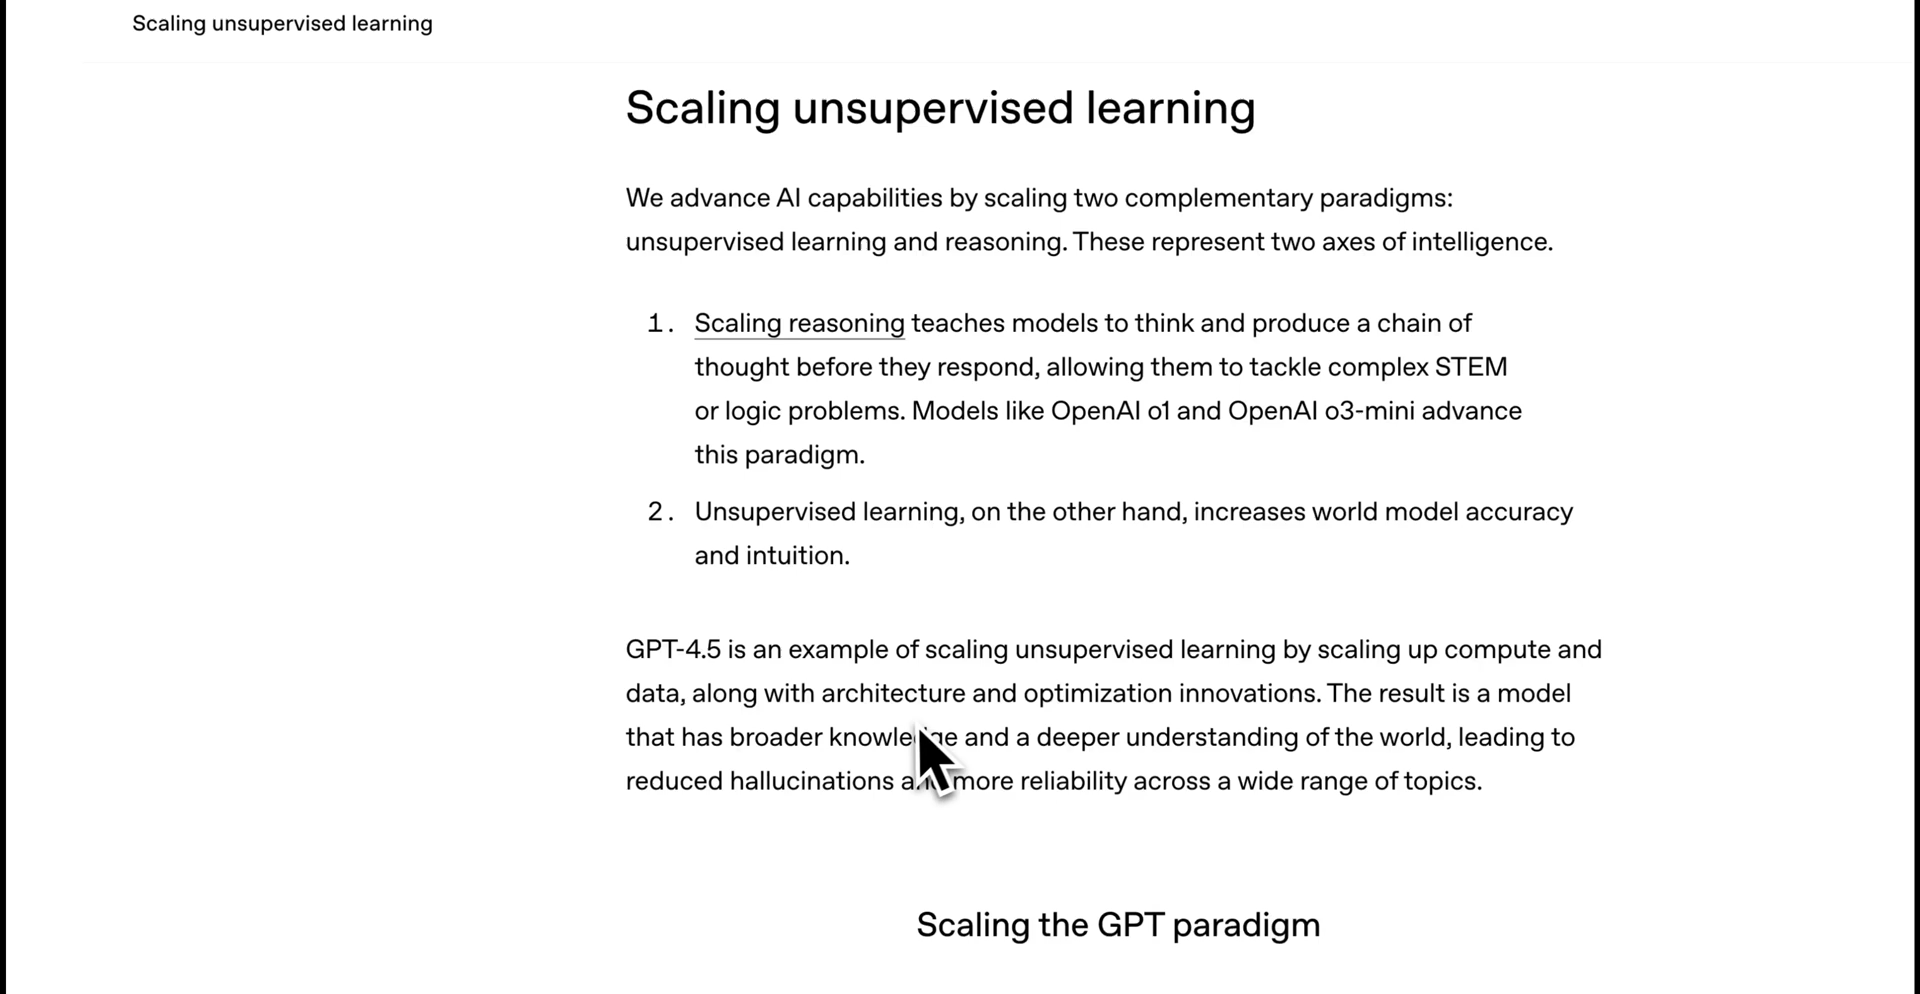 Scaling unsupervised learning
Scaling unsupervised learning
We advance AI capabilities by scaling two complementary paradigms:
unsupervised learning and reasoning. These represent two axes of intelligence.
1. Scaling reasoning teaches models to think and produce a chain of
thought before they respond, allowing them to tackle complex STEM
or logic problems. Models like OpenAI o1 and OpenAI o3-mini advance
this paradigm.
2. Unsupervised learning, on the other hand, increases world model accuracy
and intuition.
GPT-4.5 is an example of scaling unsupervised learning by scaling up compute and
data, along with architecture and optimization innovations. The result is a model
that has broader knowledge and a deeper understanding of the world, leading to
reduced hallucinations and more reliability across a wide range of topics.
Scaling the GPT paradigm